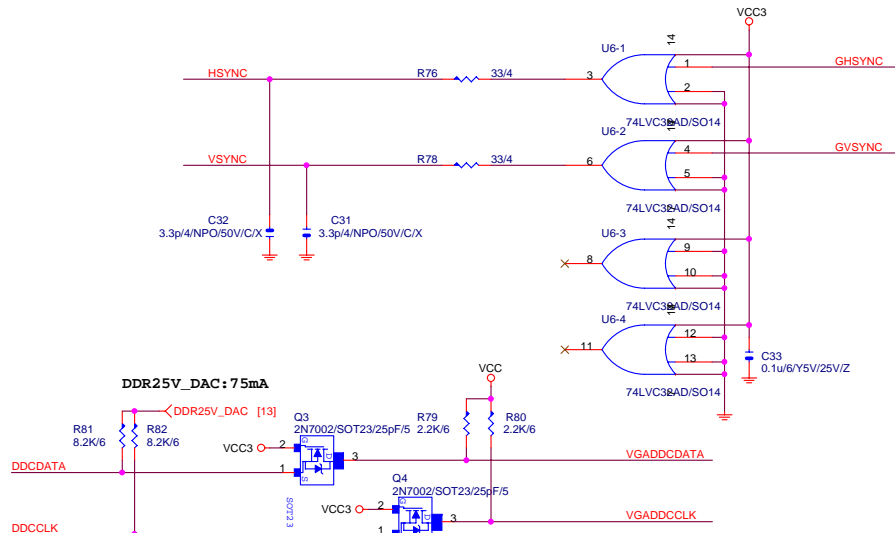 VCC3
14
U6-1
HSYNC
R76
33/4
3
1
GHSYNC
2
74LVC32AD/SO14
U6-2
VSYNC
R78
33/4
6
4
GVSYNC
5
74LVC32AD/SO14
14
C32
3.3p/4/NPO/50V/C/X
C31
3.3p/4/NPO/50V/C/X
U6-3
8
9
10
74LVC32AD/SO14
U6-4
11
12
13
C33
0.1u/6/Y5V/25V/Z
74LVC32AD/SO14
VCC
DDR25V_DAC:75mA
DDR25V_DAC [13]
R81
8.2K/6
R82
8.2K/6
Q3
2N7002/SOT23/25pF/5
R79
2.2K/6
R80
2.2K/6
VCC3
2
G
D
3
VGADDCDATA
DDCDATA
1
S
SOT23
Q4
2N7002/SOT23/25pF/5
VCC3
2
G
D
3
VGADDCCLK
DDCCLK
1